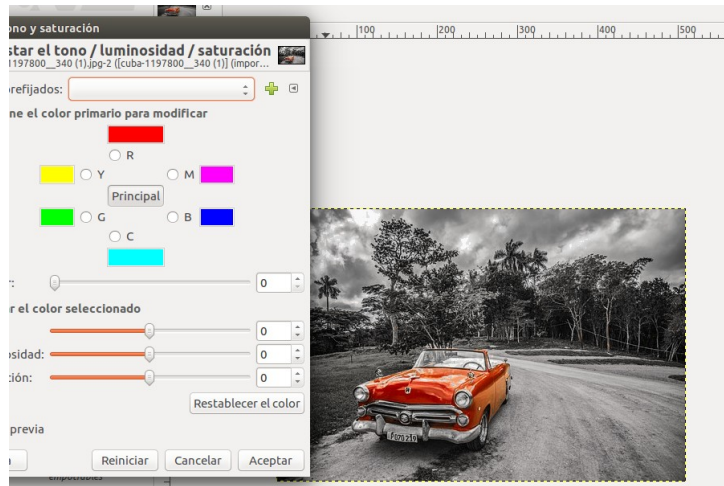 ono y saturación
star el tono / luminosidad / saturación
1197800__340 (1).jpg-2 ([cuba-1197800__340 (1)] (impor...
refijados:
ne el color primario para modificar
R
Y
M
Principal
G
B
C
r:
0
r el color seleccionado
0
osidad:
0
ción:
0
Restablecer el color
previa
a
Reiniciar
Cancelar
Aceptar
empotrables
100
200
300
400
500